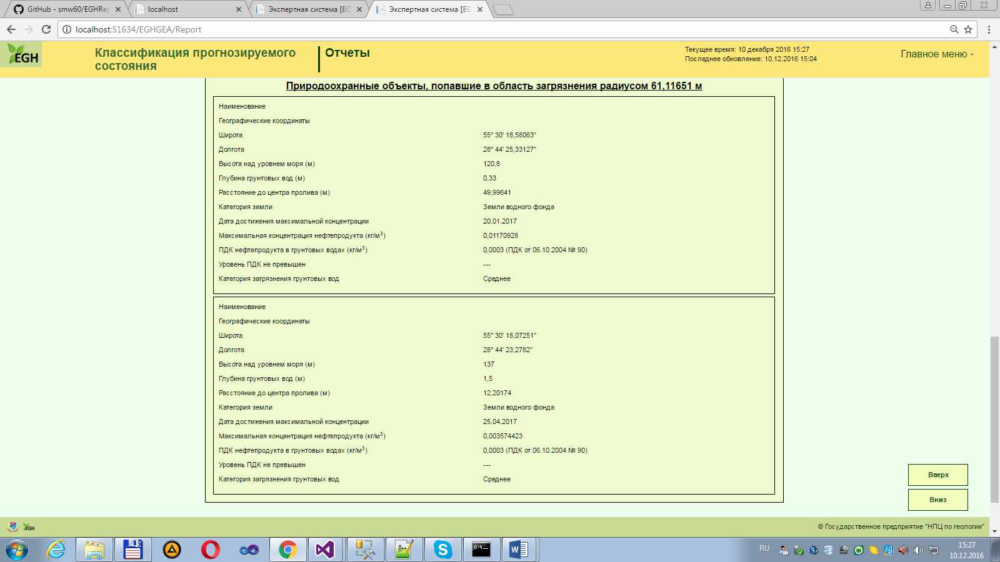 GitHub - smw60/EGHRep
localhost
Экспертная система [EG
Экспертная система [EG
localhost:51634/EGHGEA/Report
EGH
Классификация прогнозируемого состояния
Отчеты
Текущее время: 10 декабря 2016 15:27
Последнее обновление: 10.12.2016 15:04
Главное меню
Природоохранные объекты, попавшие в область загрязнения радиусом 61,11651 м
Наименование
Географические координаты
Широта 55° 30' 18,58063"
Долгота 28° 44' 25,33127"
Высота над уровнем моря (м) 120,8
Глубина грунтовых вод (м) 0,33
Расстояние до центра пролива (м) 49,99641
Категория земли Земли водного фонда
Дата достижения максимальной концентрации 20.01.2017
Максимальная концентрация нефтепродукта (кг/м³) 0,01170928
ПДК нефтепродукта в грунтовых водах (кг/м³) 0,0003 (ПДК от 06.10.2004 № 90)
Уровень ПДК не превышен ---
Категория загрязнения грунтовых вод Среднее
Наименование
Географические координаты
Широта 55° 30' 18,07251"
Долгота 28° 44' 23,2782"
Высота над уровнем моря (м) 137
Глубина грунтовых вод (м) 1,5
Расстояние до центра пролива (м) 12,20174
Категория земли Земли водного фонда
Дата достижения максимальной концентрации 25.04.2017
Максимальная концентрация нефтепродукта (кг/м³) 0,003574423
ПДК нефтепродукта в грунтовых водах (кг/м³) 0,0003 (ПДК от 06.10.2004 № 90)
Уровень ПДК не превышен ---
Категория загрязнения грунтовых вод Среднее
Вверх
Вниз
EGH
© Государственное предприятие "НПЦ по геологии"
RU
15:27
10.12.2016